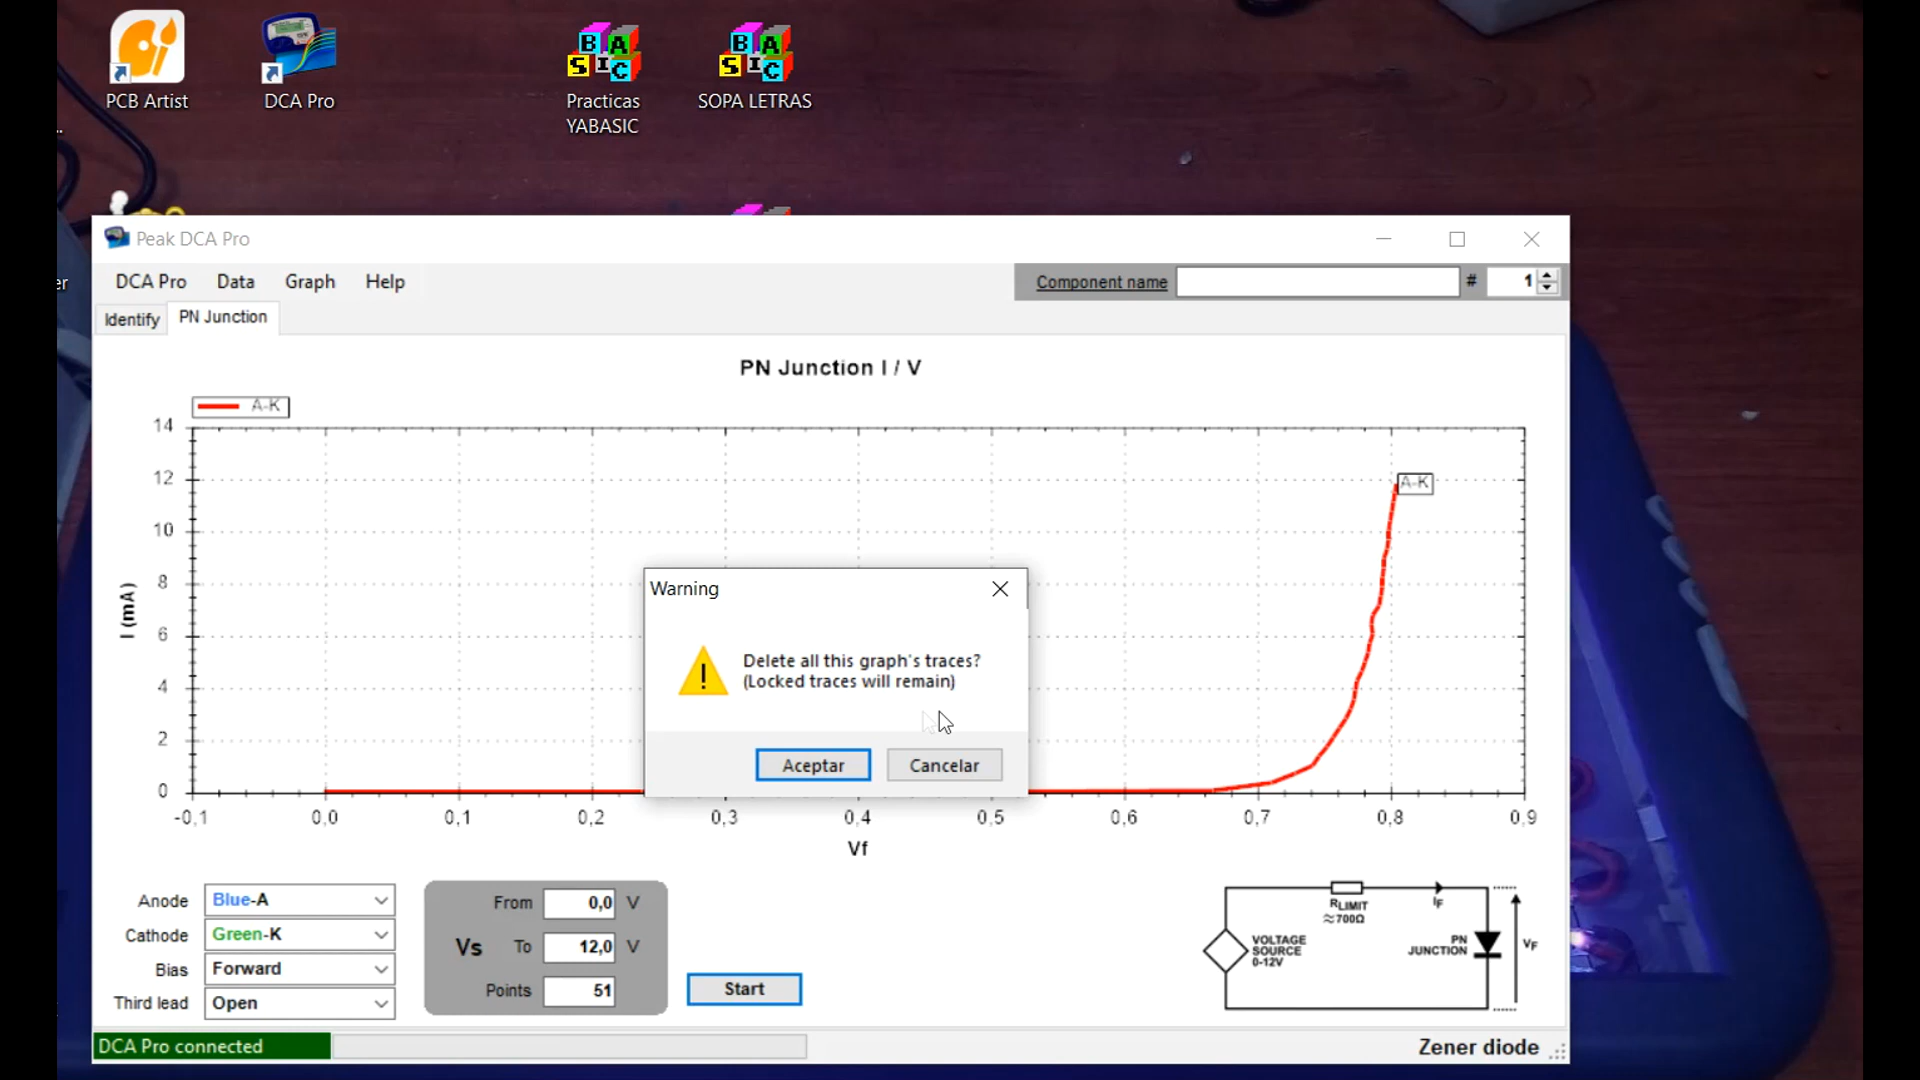 PCB Artist
DCA Pro
BASIC
Practicas
YABASIC
BASIC
SOPA LETRAS
...
er
Peak DCA Pro
DCA Pro
Data
Graph
Help
Component name
#
1
Identify
PN Junction
PN Junction I / V
A-K
14
12
10
8
6
4
2
0
I (mA)
A-K
-0,1
0,0
0,1
0,2
0,3
0,4
0,5
0,6
0,7
0,8
0,9
Vf
Warning
Delete all this graph's traces?
(Locked traces will remain)
Aceptar
Cancelar
Anode
Blue-A
Cathode
Green-K
Bias
Forward
Third lead
Open
Vs
From
0,0
V
To
12,0
V
Points
51
Start
RLIMIT
≈700Ω
IF
VOLTAGE
SOURCE
0-12V
PN
JUNCTION
VF
DCA Pro connected
Zener diode